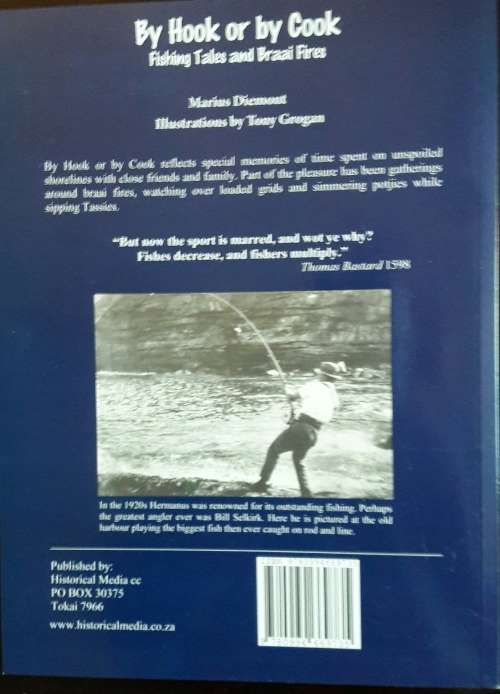 By Hook or by Cook
Fishing Tales and Braai Fires
Marius Diemont
Illustrations by Tony Grogan
By Hook or by Cook reflects special memories of time spent on unspoiled
shorelines with close friends and family. Part of the pleasure has been gatherings
around braai fires, watching over loaded grids and simmering potjies while
sipping Tassies.
“But now the sport is marred, and wot ye why?
Fishes decrease, and fishers multiply.”
Thomas Bastard 1598
In the 1920s Hermanus was renowned for its outstanding fishing. Perhaps
the greatest angler ever was Bill Selkirk. Here he is pictured at the old
harbour playing the biggest fish then ever caught on rod and line.
Published by:
Historical Media cc
PO BOX 30375
Tokai 7966
www.historicalmedia.co.za